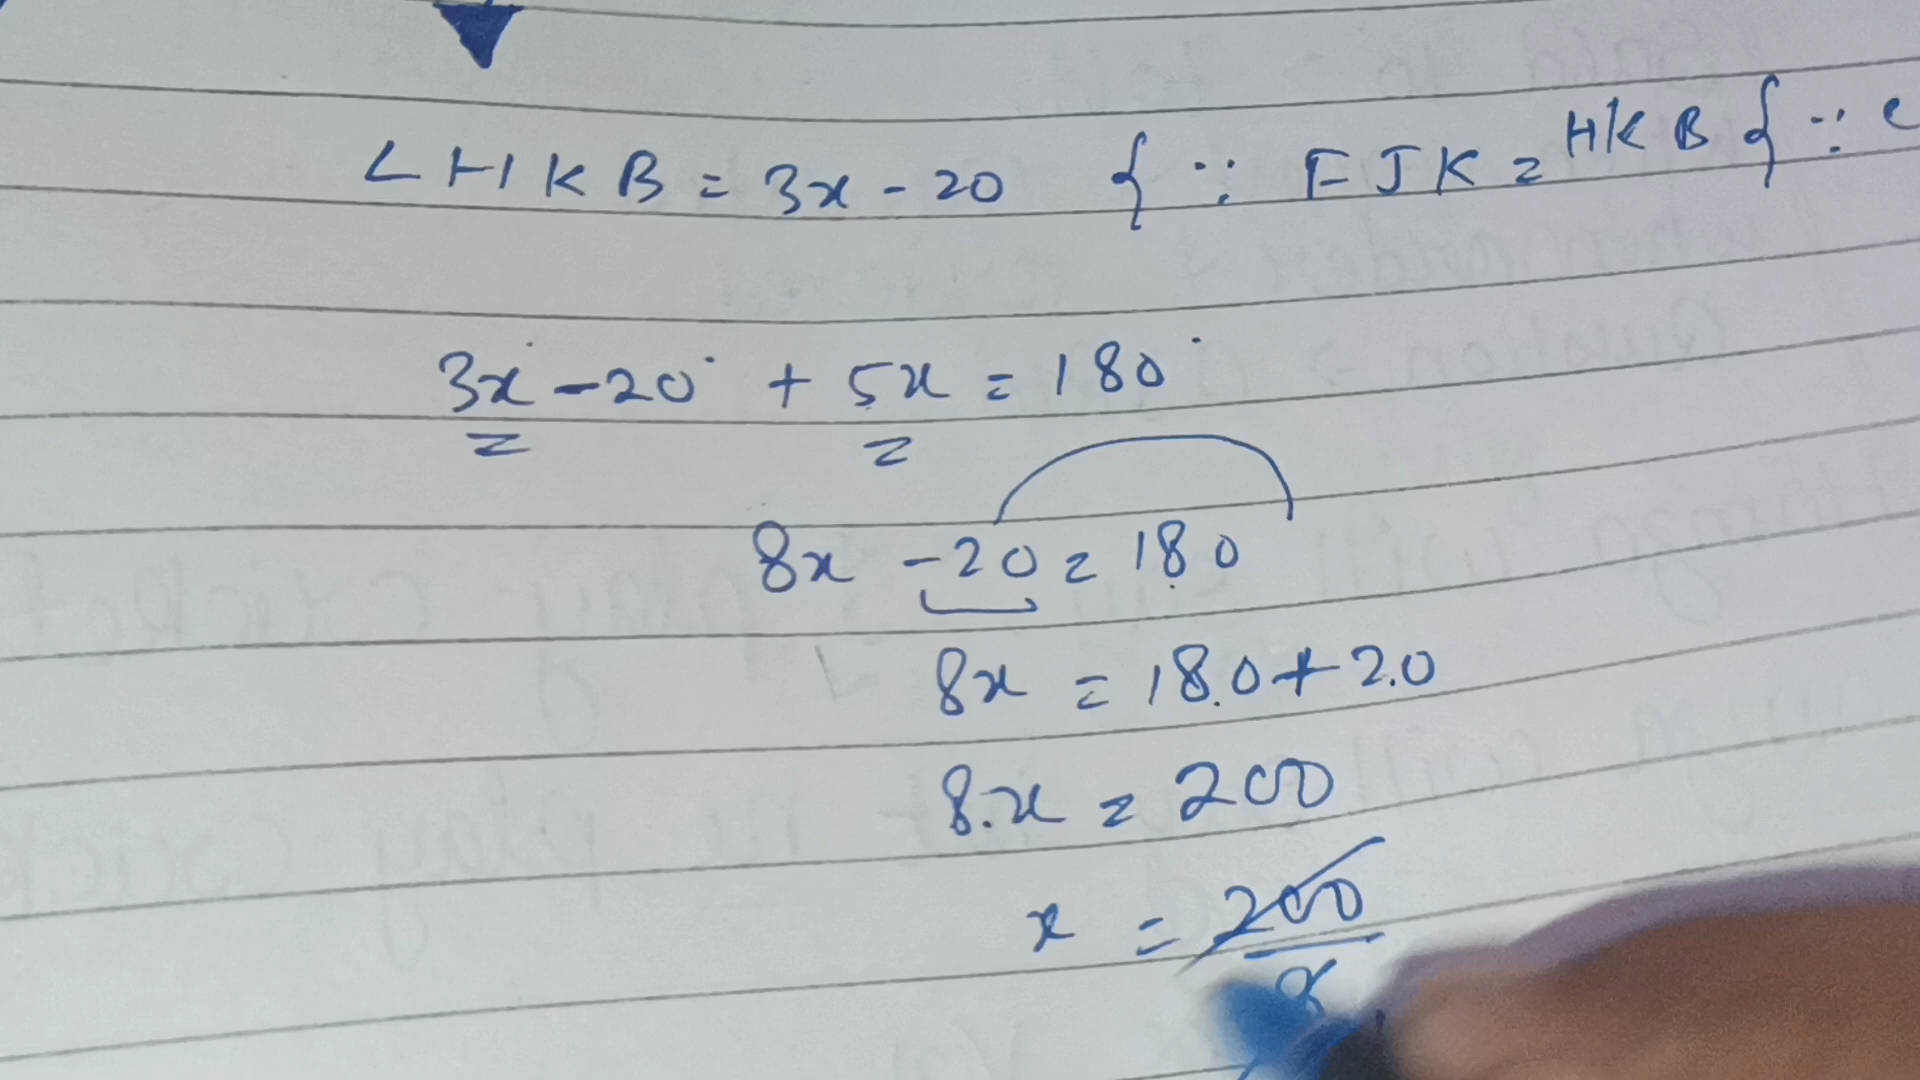 ∠HKB = 3x - 20 { ∵ FJK = HKB { ∵ c
3x° - 20° + 5x = 180°
8x - 20 = 180
8x = 180 + 20
8x = 200
x = 200/8